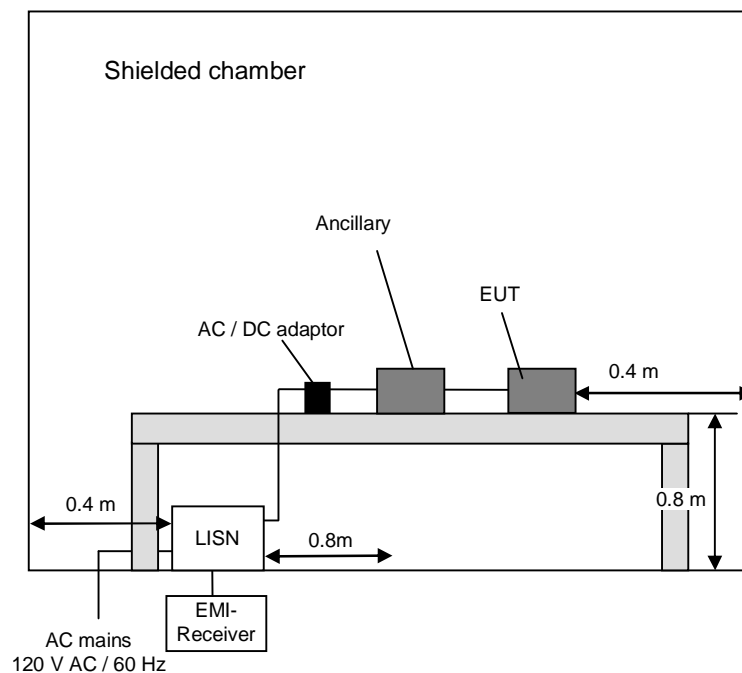 Shielded chamber
Ancillary
EUT
AC / DC adaptor
0.4 m
0.4 m
LISN
0.8m
0.8 m
EMI-
Receiver
AC mains
120 V AC / 60 Hz